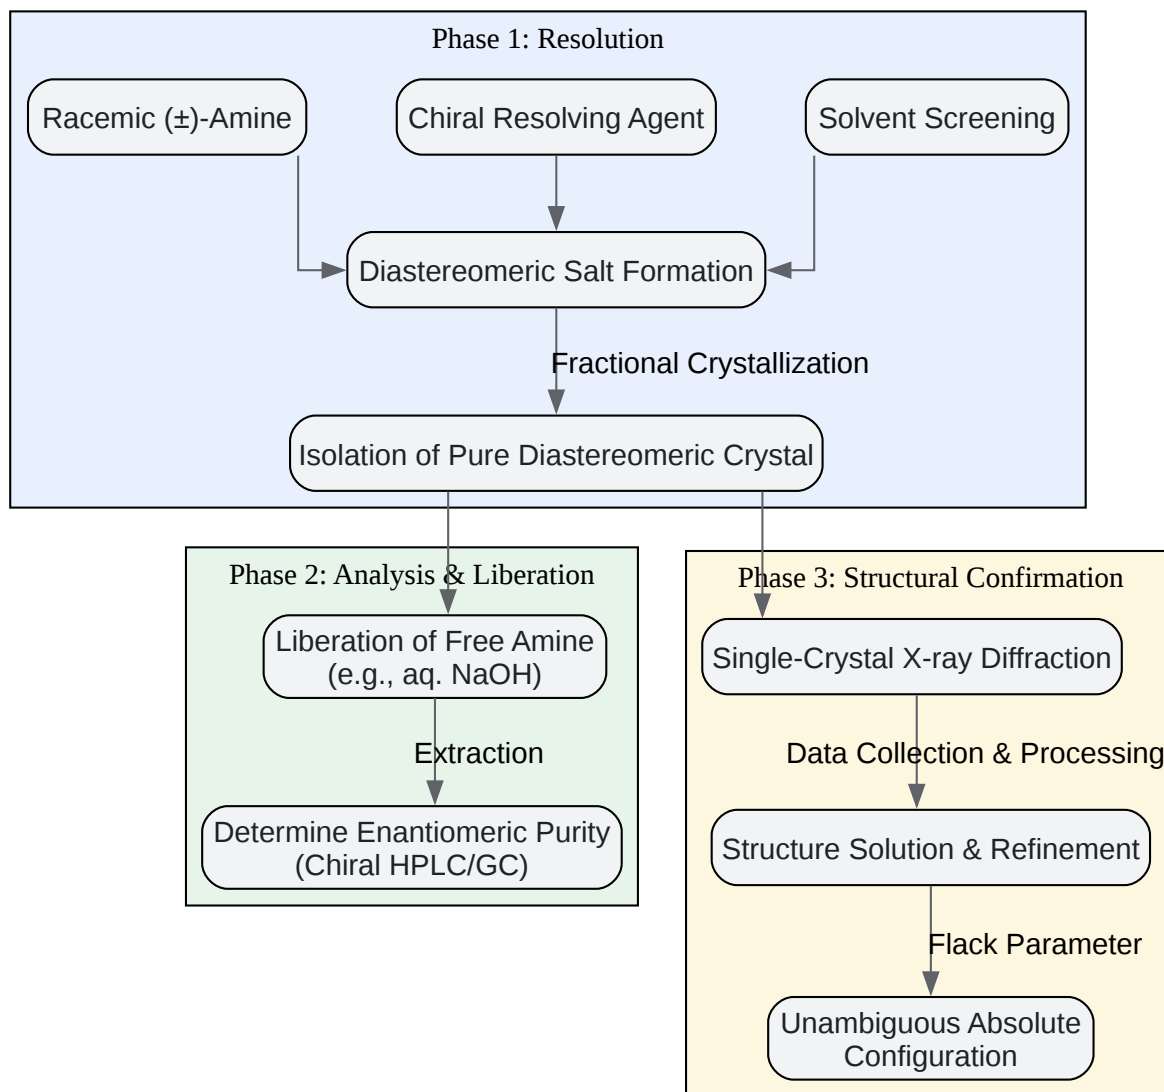 Phase 1: Resolution
Racemic (±)-Amine
Chiral Resolving Agent
Solvent Screening
Diastereomeric Salt Formation
Fractional Crystallization
Isolation of Pure Diastereomeric Crystal
Phase 2: Analysis & Liberation
Liberation of Free Amine
(e.g., aq. NaOH)
Extraction
Determine Enantiomeric Purity
(Chiral HPLC/GC)
Phase 3: Structural Confirmation
Single-Crystal X-ray Diffraction
Data Collection & Processing
Structure Solution & Refinement
Flack Parameter
Unambiguous Absolute
Configuration